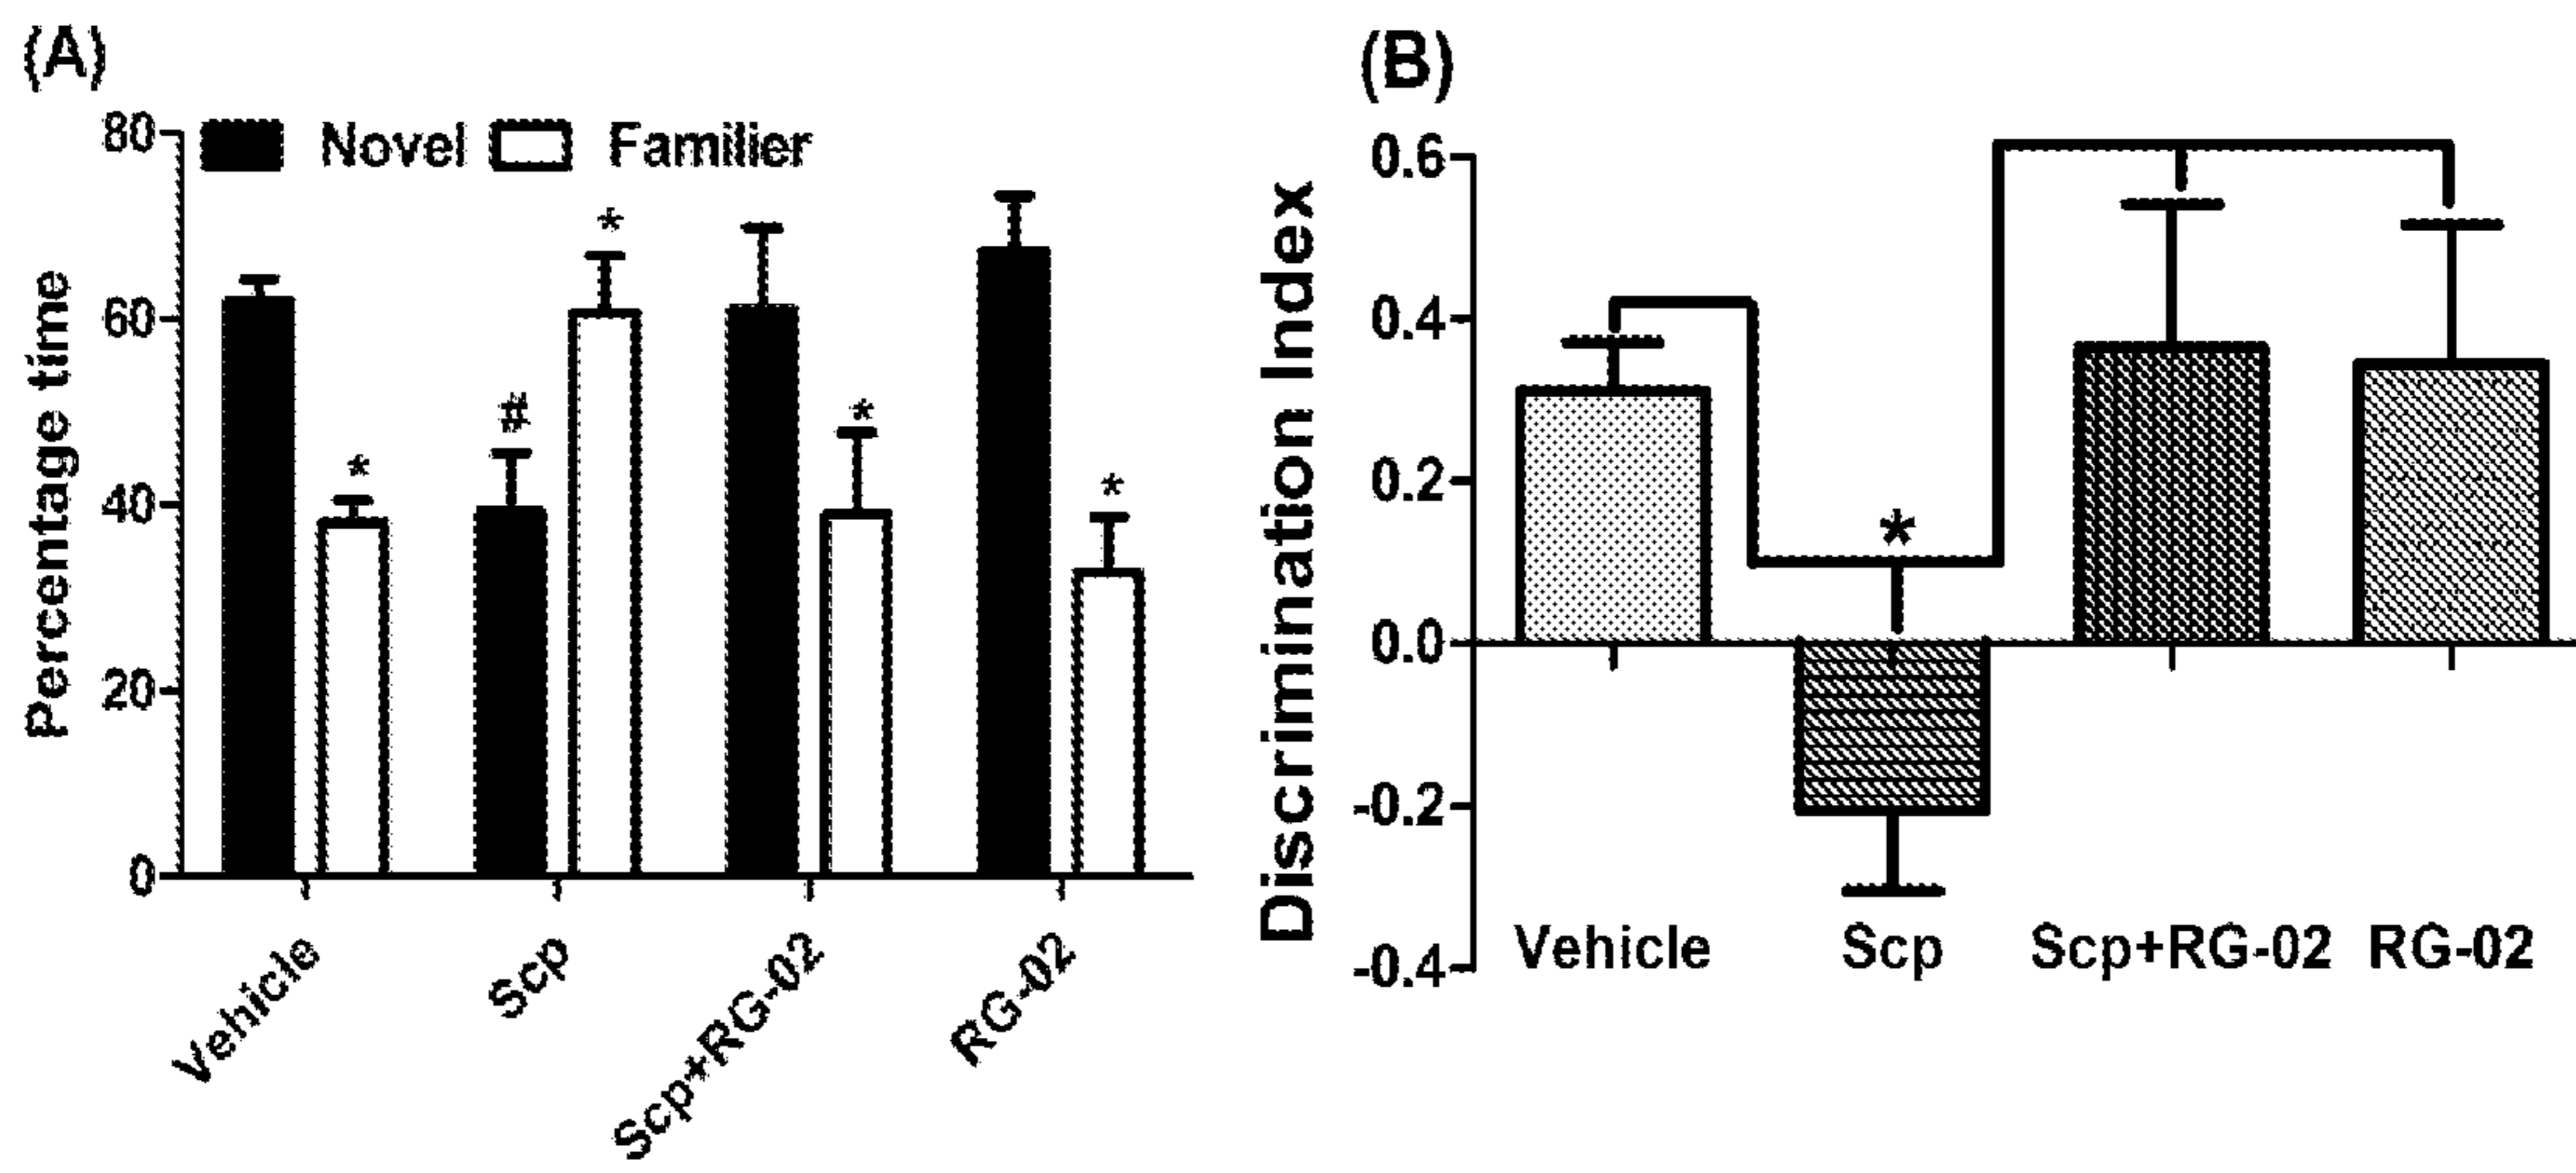 (A)
80
Novel Familier
60
40
20
0
Percentage time
*
#
*
*
*
Vehicle
Scp
Scp+RG-02
RG-02
(B)
0.6
0.4
0.2
0.0
-0.2
-0.4
Discrimination Index
*
Vehicle Scp Scp+RG-02 RG-02